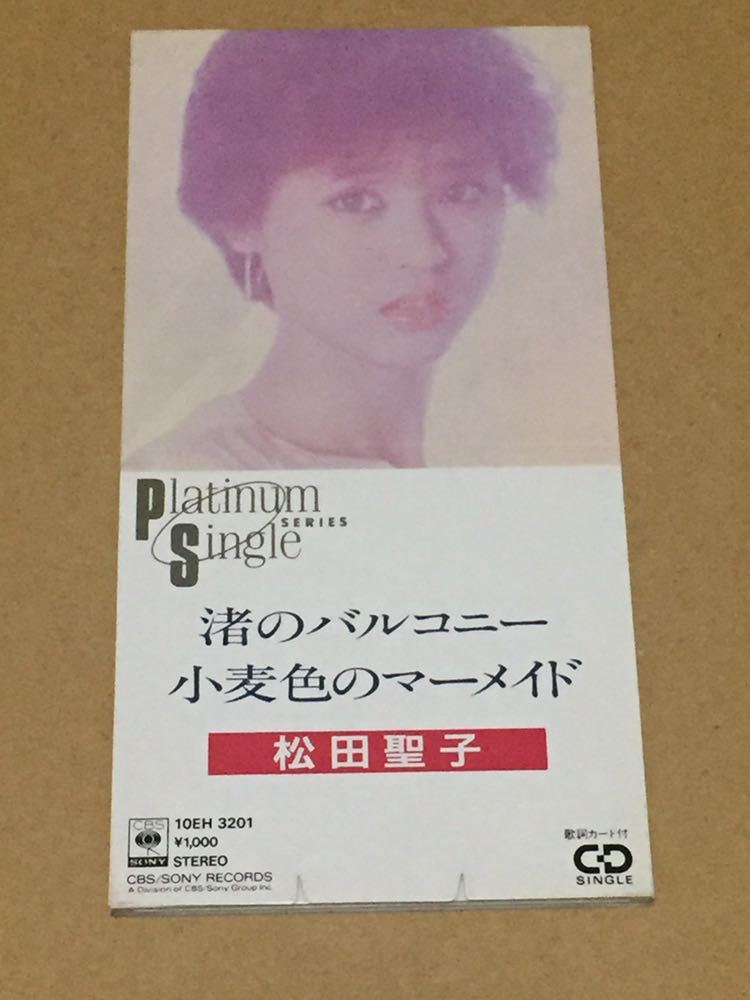 Platinum
SERIES
Single
渚のバルコニー
小麦色のマーメイド
松田聖子
CBS
SONY
10EH 3201
¥1,000
STEREO
CBS/SONY RECORDS
A Division of CBS/Sony Group Inc.
歌詞カード付
CD
SINGLE